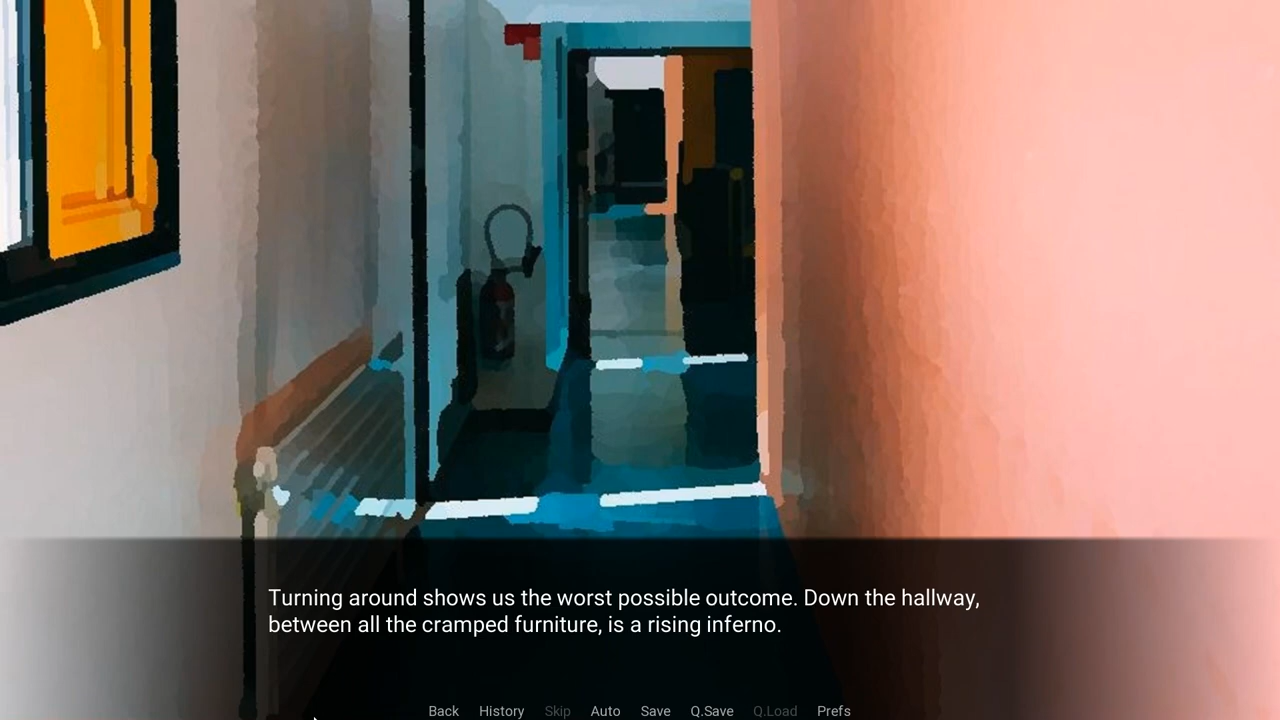 Turning around shows us the worst possible outcome. Down the hallway,
between all the cramped furniture, is a rising inferno.
Back History Skip Auto Save Q.Save Q.Load Prefs